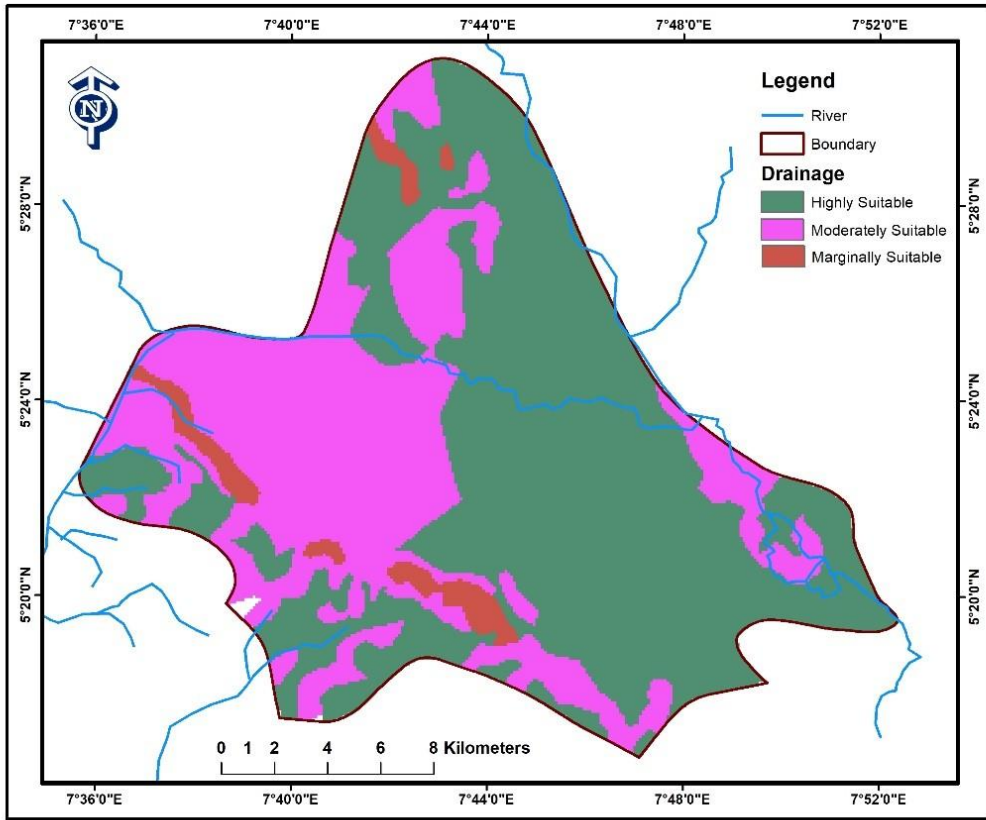 7°36'0"E 7°40'0"E 7°44'0"E 7°48'0"E 7°52'0"E
N
Legend
River
Boundary
Drainage
Highly Suitable
Moderately Suitable
Marginally Suitable
5°28'0"N 5°28'0"N
5°24'0"N 5°24'0"N
5°20'0"N 5°20'0"N
0 1 2 4 6 8 Kilometers
7°36'0"E 7°40'0"E 7°44'0"E 7°48'0"E 7°52'0"E